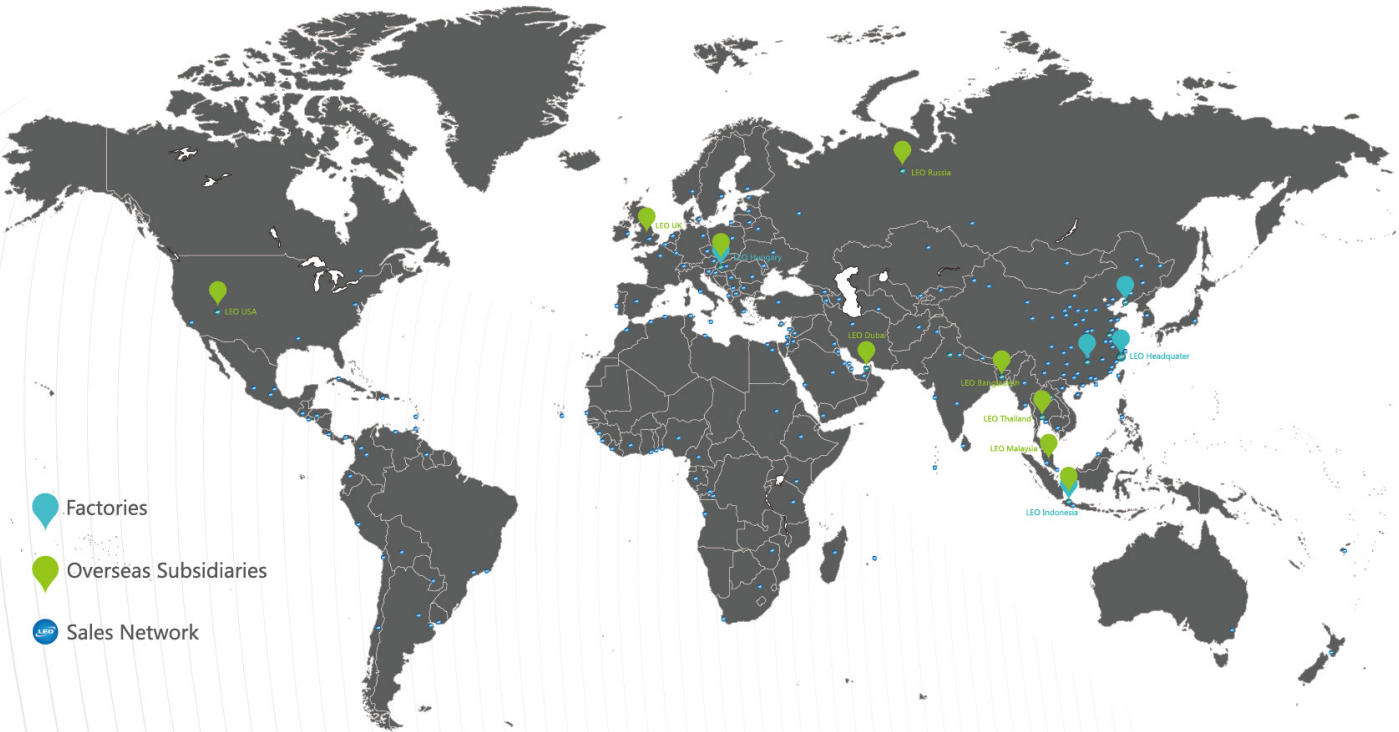 LEO Russia
LEO UK
LEO Hungary
LEO USA
LEO Dubai
LEO Headquater
LEO Bangladesh
LEO Thailand
LEO Malaysia
LEO Indonesia
Factories
Overseas Subsidiaries
LEO
Sales Network